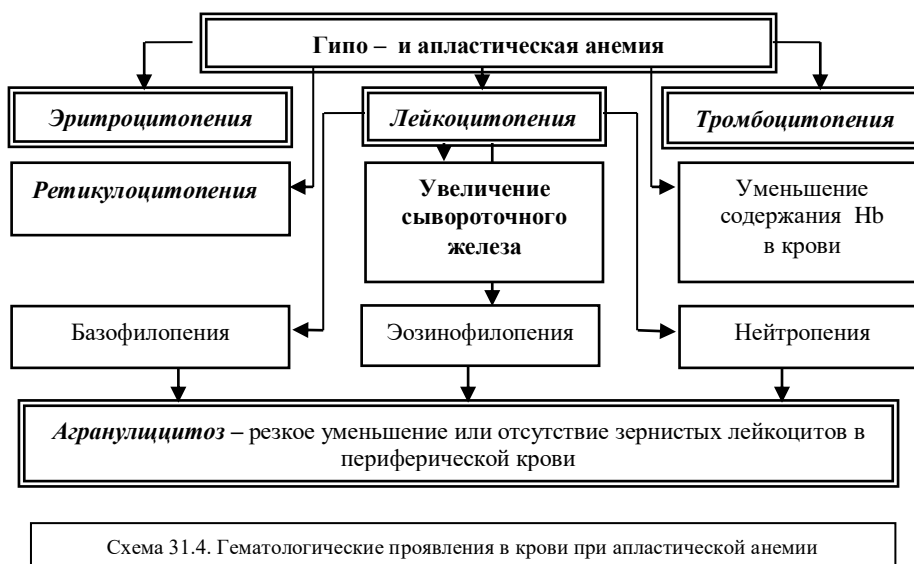 Гипо – и апластическая анемия
Эритроцитопения
Лейкоцитопения
Тромбоцитопения
Ретикулоцитопения
Увеличение
сывороточного
железа
Уменьшение
содержания Hb
в крови
Базофилопения
Эозинофилопения
Нейтропения
Агранулщцитоз – резкое уменьшение или отсутствие зернистых лейкоцитов в
периферической крови
Схема 31.4. Гематологические проявления в крови при апластической анемии